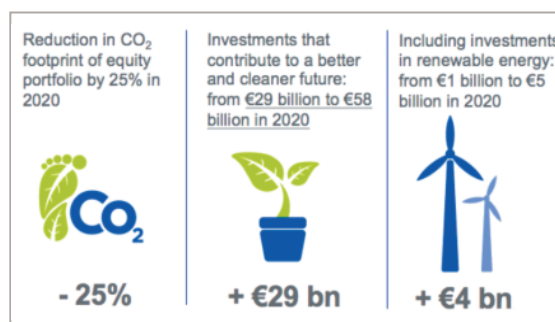 Reduction in CO₂
footprint of equity
portfolio by 25% in
2020
CO₂
- 25%
Investments that
contribute to a better
and cleaner future:
from €29 billion to €58
billion in 2020
+ €29 bn
Including investments
in renewable energy:
from €1 billion to €5
billion in 2020
+ €4 bn